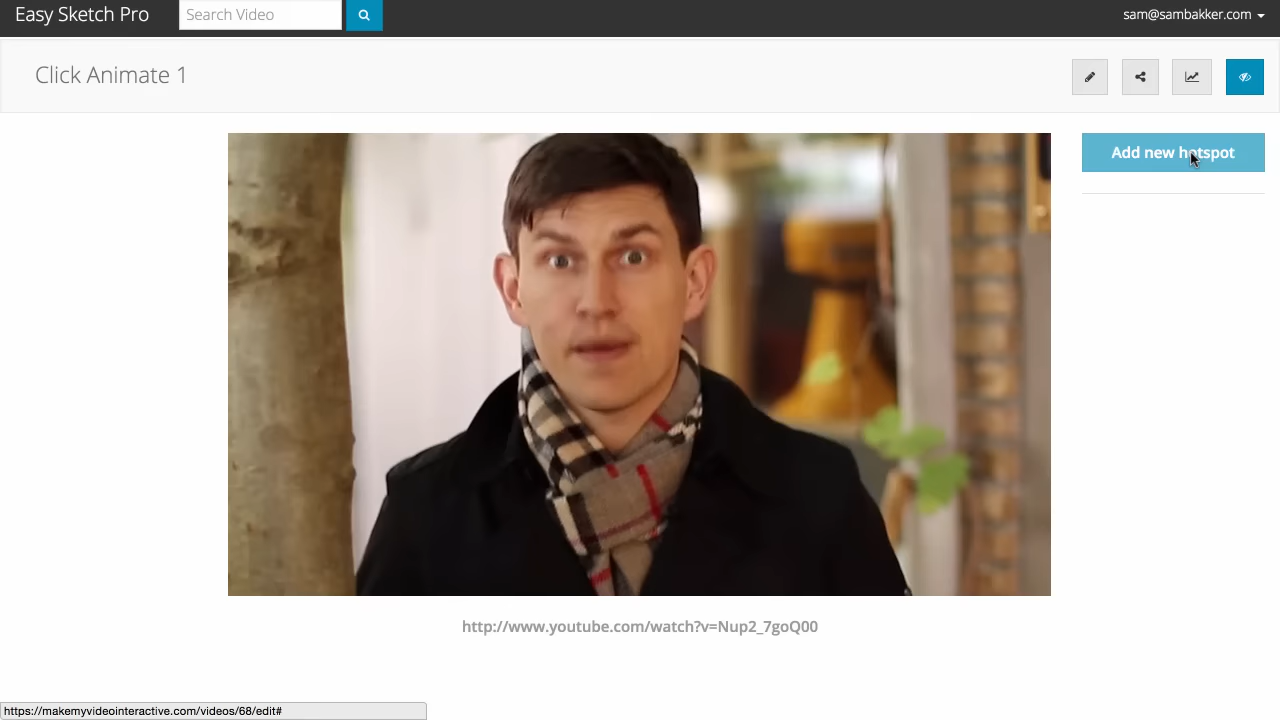 Easy Sketch Pro
Search Video
sam@sambakker.com
Click Animate 1
Add new hotspot
http://www.youtube.com/watch?v=Nup2_7goQ00
https://makemyvideointeractive.com/videos/68/edit#